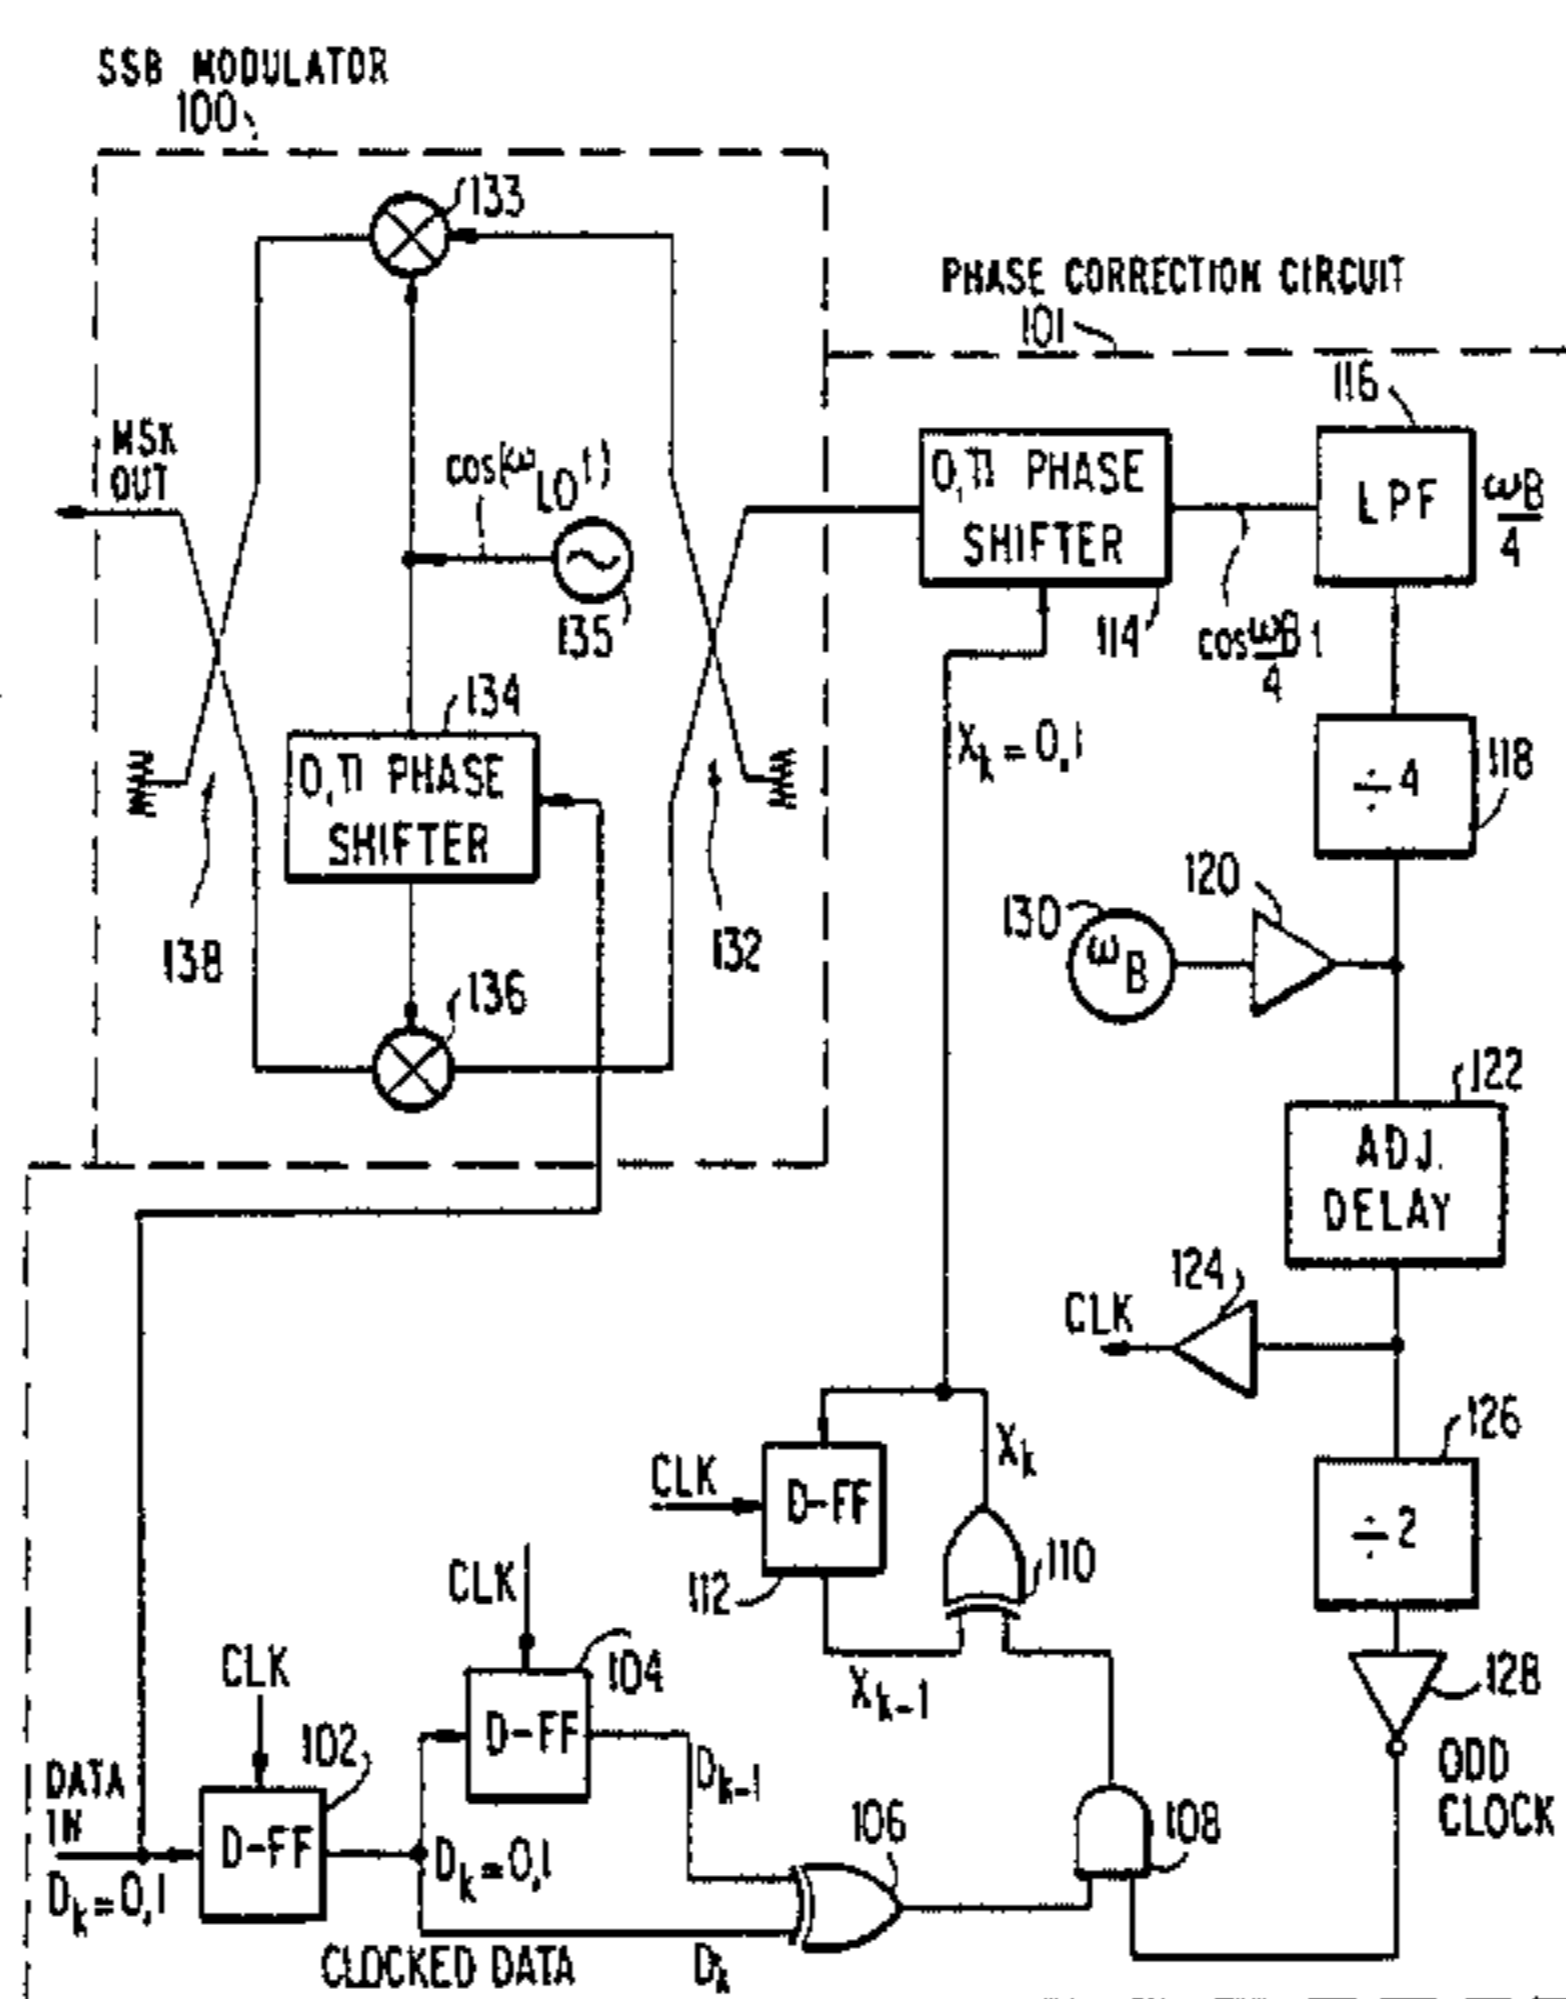 SSB MODULATOR
100
133
PHASE CORRECTION CIRCUIT
101
116
MSK
OUT
cos(ωLO t)
135
0,π PHASE
SHIFTER
114
LPF
ωB/4
cos ωB/4 t
134
0,π PHASE
SHIFTER
Xk = 0,1
÷4
118
138
132
130
ωB
120
136
122
ADJ.
DELAY
124
CLK
126
Xk
CLK
D-FF
÷2
112
110
CLK
104
Xk-1
128
CLK
D-FF
Dk-1
102
DATA
IN
ODD
CLOCK
106
108
D-FF
Dk=0,1
Dk=0,1
CLOCKED DATA
Dk